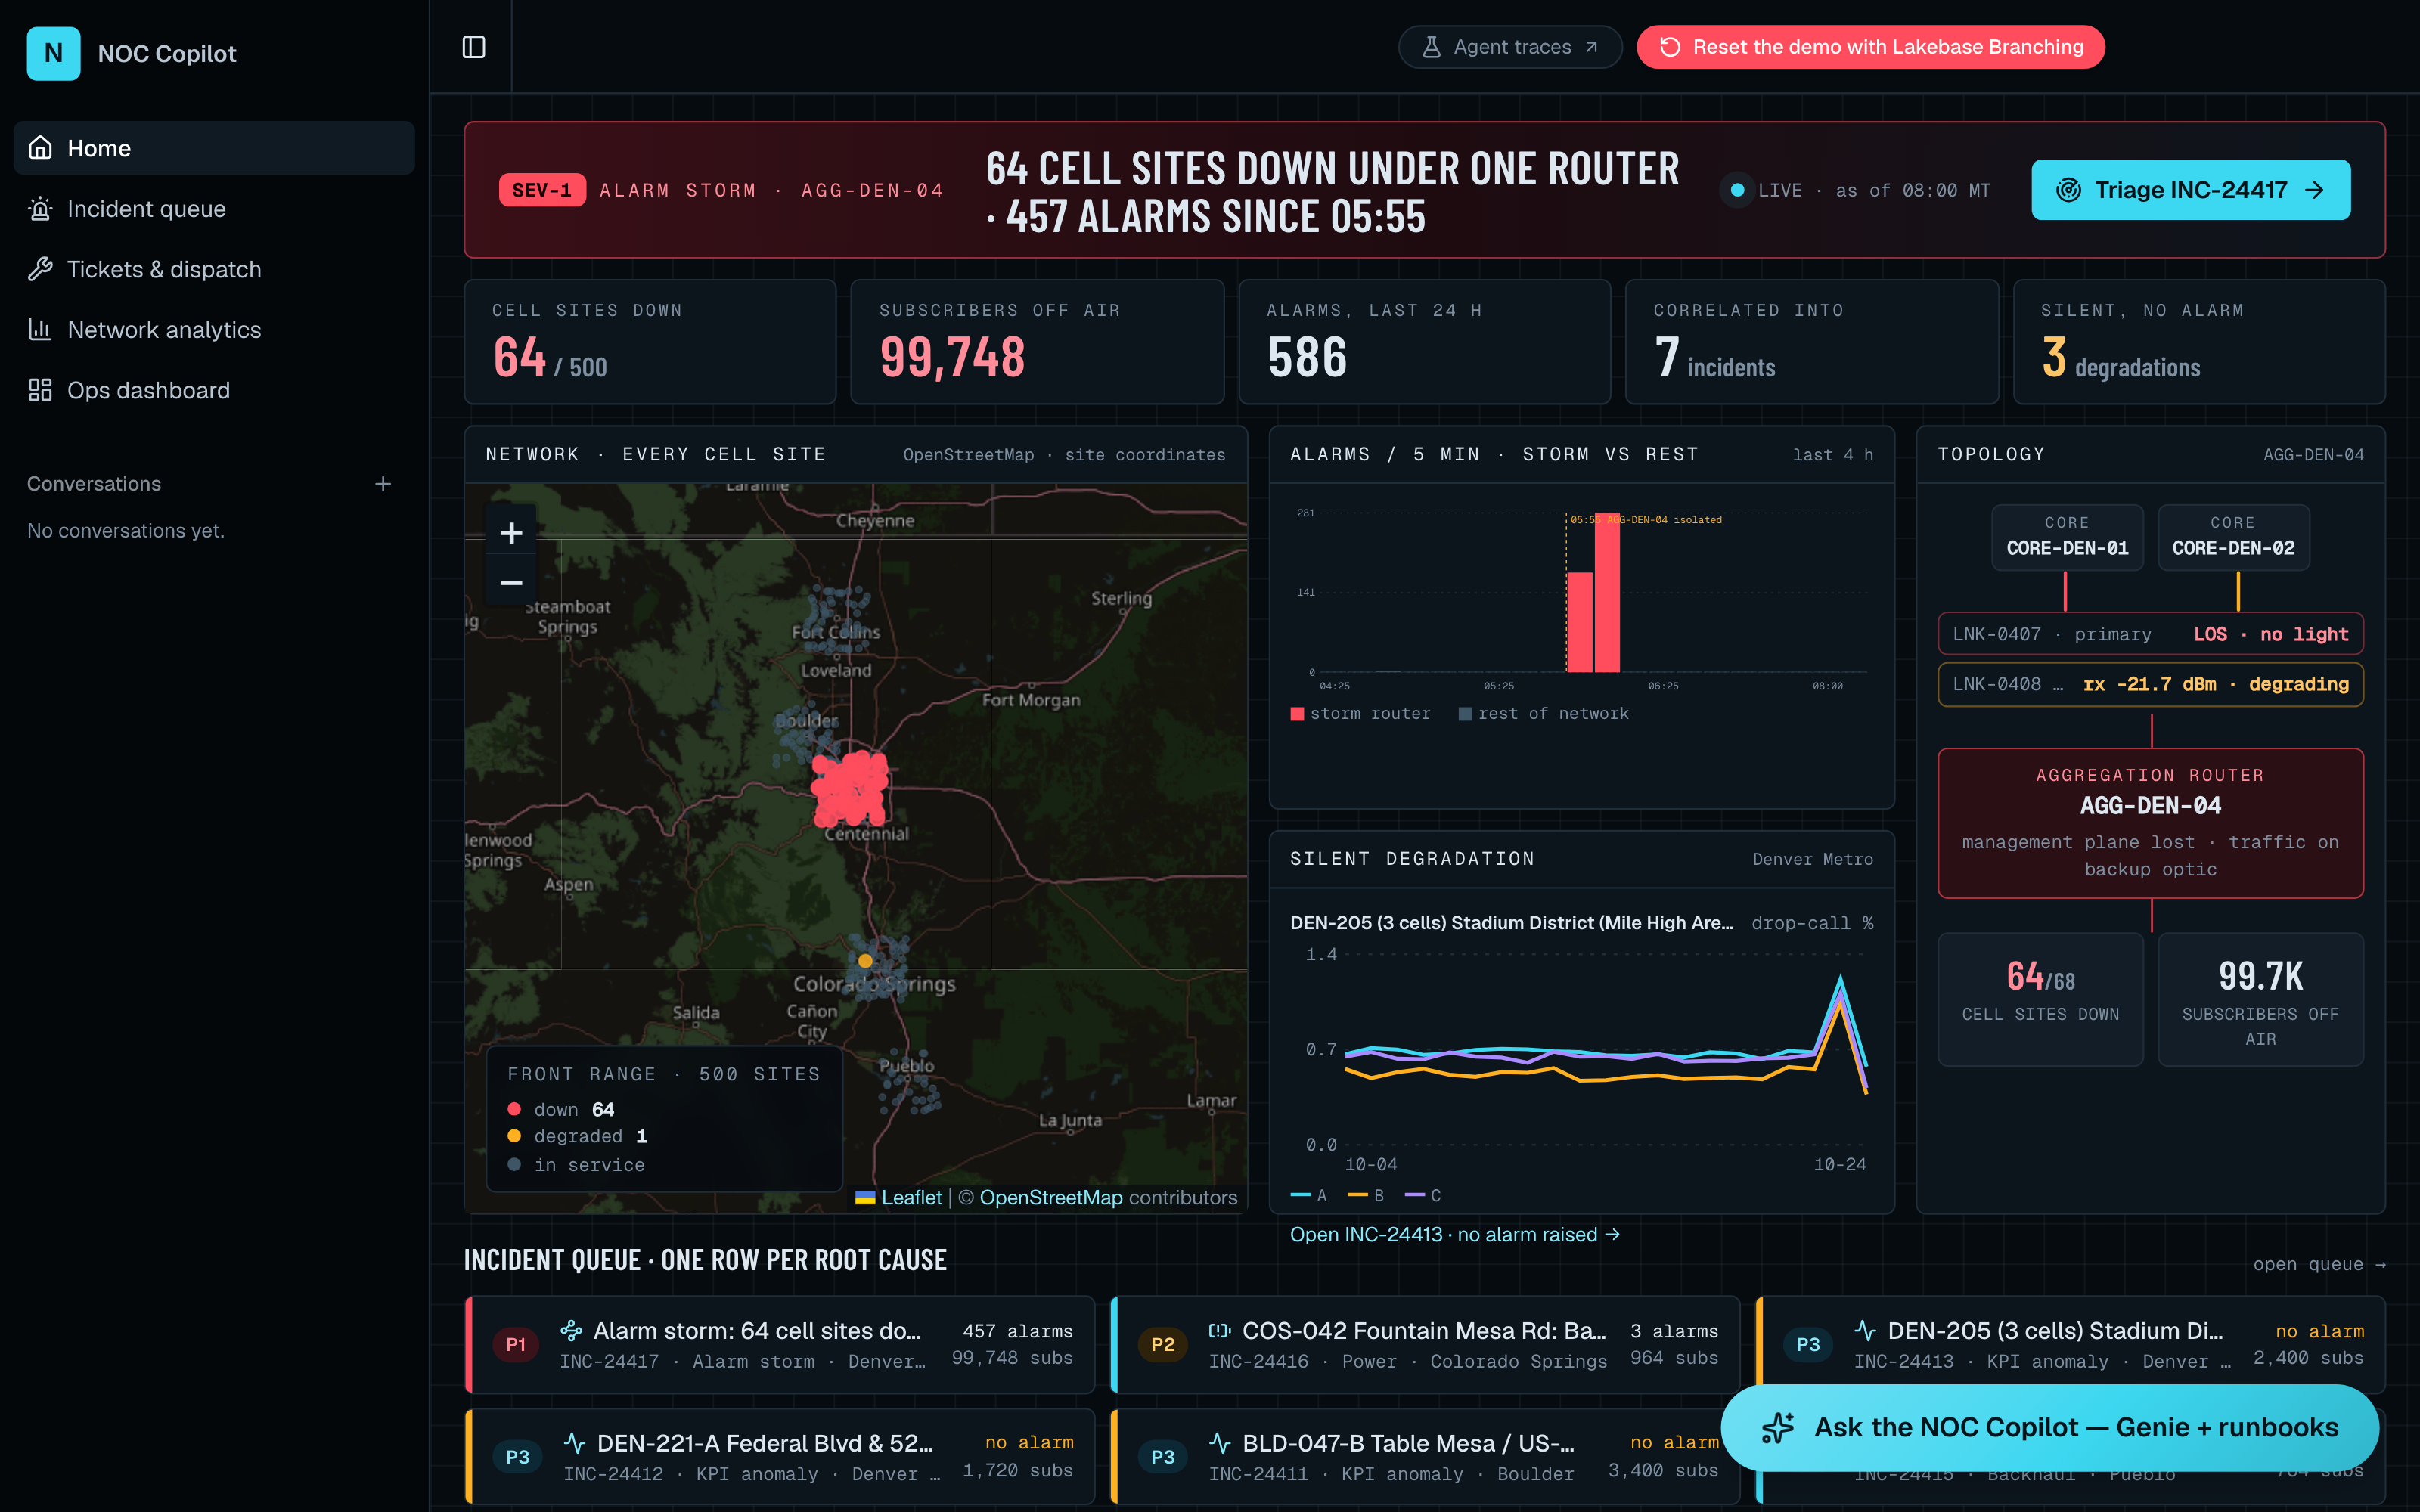 N NOC Copilot
Home
Incident queue
Tickets & dispatch
Network analytics
Ops dashboard
Conversations
No conversations yet.
Agent traces
Reset the demo with Lakebase Branching
SEV-1 ALARM STORM · AGG-DEN-04
64 CELL SITES DOWN UNDER ONE ROUTER
· 457 ALARMS SINCE 05:55
LIVE · as of 08:00 MT
Triage INC-24417 →
CELL SITES DOWN
64 / 500
SUBSCRIBERS OFF AIR
99,748
ALARMS, LAST 24 H
586
CORRELATED INTO
7 incidents
SILENT, NO ALARM
3 degradations
NETWORK · EVERY CELL SITE
OpenStreetMap · site coordinates
+
−
Laramie
Cheyenne
Steamboat
Springs
Sterling
Fort Collins
Loveland
Fort Morgan
Boulder
Centennial
lenwood
Springs
Aspen
Colorado Springs
Salida
Cañon
City
Pueblo
La Junta
Lamar
FRONT RANGE · 500 SITES
down 64
degraded 1
in service
Leaflet | © OpenStreetMap contributors
ALARMS / 5 MIN · STORM VS REST
last 4 h
281
05:55 AGG-DEN-04 isolated
141
0
04:25 05:25 06:25 08:00
storm router rest of network
SILENT DEGRADATION
Denver Metro
DEN-205 (3 cells) Stadium District (Mile High Are… drop-call %
1.4
0.7
0.0
10-04 10-24
A B C
Open INC-24413 · no alarm raised →
TOPOLOGY
AGG-DEN-04
CORE
CORE-DEN-01
CORE
CORE-DEN-02
LNK-0407 · primary LOS · no light
LNK-0408 … rx -21.7 dBm · degrading
AGGREGATION ROUTER
AGG-DEN-04
management plane lost · traffic on
backup optic
64/68
CELL SITES DOWN
99.7K
SUBSCRIBERS OFF
AIR
INCIDENT QUEUE · ONE ROW PER ROOT CAUSE
open queue →
P1 Alarm storm: 64 cell sites do… 457 alarms
INC-24417 · Alarm storm · Denver… 99,748 subs
P2 COS-042 Fountain Mesa Rd: Ba… 3 alarms
INC-24416 · Power · Colorado Springs 964 subs
P3 DEN-205 (3 cells) Stadium Di… no alarm
INC-24413 · KPI anomaly · Denver … 2,400 subs
P3 DEN-221-A Federal Blvd & 52… no alarm
INC-24412 · KPI anomaly · Denver … 1,720 subs
P3 BLD-047-B Table Mesa / US-… no alarm
INC-24411 · KPI anomaly · Boulder 3,400 subs
Ask the NOC Copilot — Genie + runbooks
INC-24415 · Backhaul · Pueblo subs